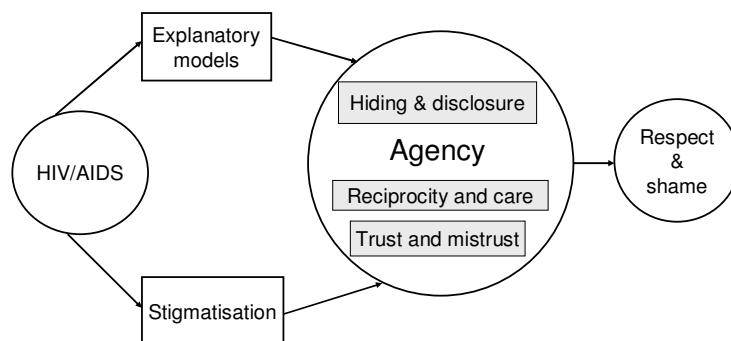 Explanatory
models
HIV/AIDS
Stigmatisation
Hiding & disclosure
Agency
Reciprocity and care
Trust and mistrust
Respect
&
shame